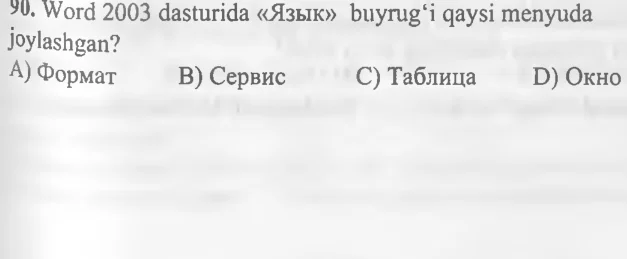 90. Word 2003 dasturida «Язык» buyrug‘i qaysi menyuda
joylashgan?
A) Формат B) Сервис C) Таблица D) Окно